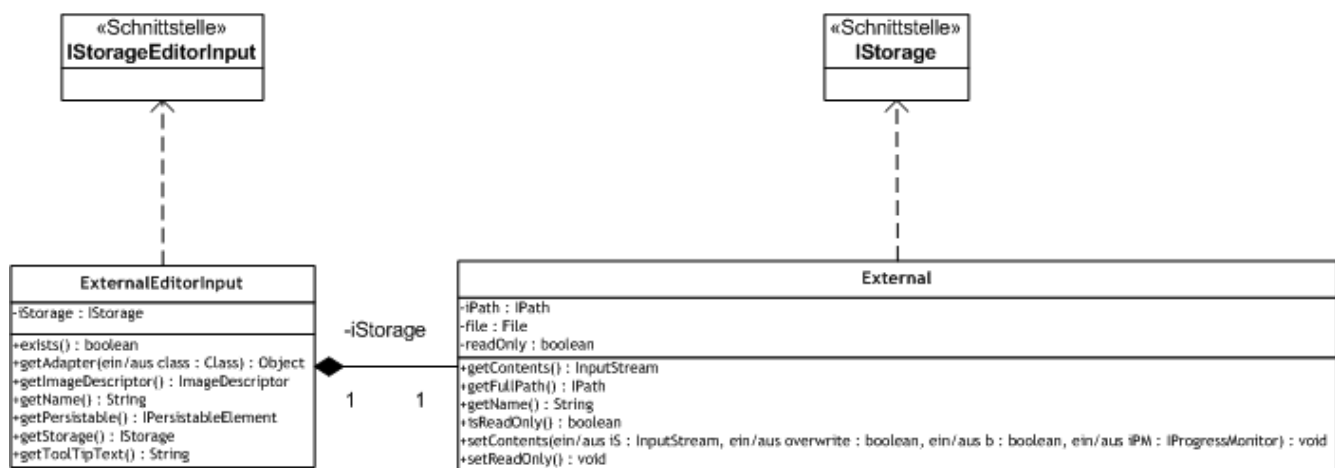 «Schnittstelle»
IStorageEditorInput
«Schnittstelle»
IStorage
ExternalEditorInput
-iStorage : IStorage
+exists() : boolean
+getAdapter(ein/aus class : Class) : Object
+getImageDescriptor() : ImageDescriptor
+getName() : String
+getPersistable() : IPersistableElement
+getStorage() : IStorage
+getToolTipText() : String
-iStorage
1
1
External
-iPath : IPath
-file : File
-readOnly : boolean
+getContents() : InputStream
+getFullPath() : IPath
+getName() : String
+isReadOnly() : boolean
+setContents(ein/aus iS : InputStream, ein/aus overwrite : boolean, ein/aus b : boolean, ein/aus iPM : IProgressMonitor) : void
+setReadOnly() : void